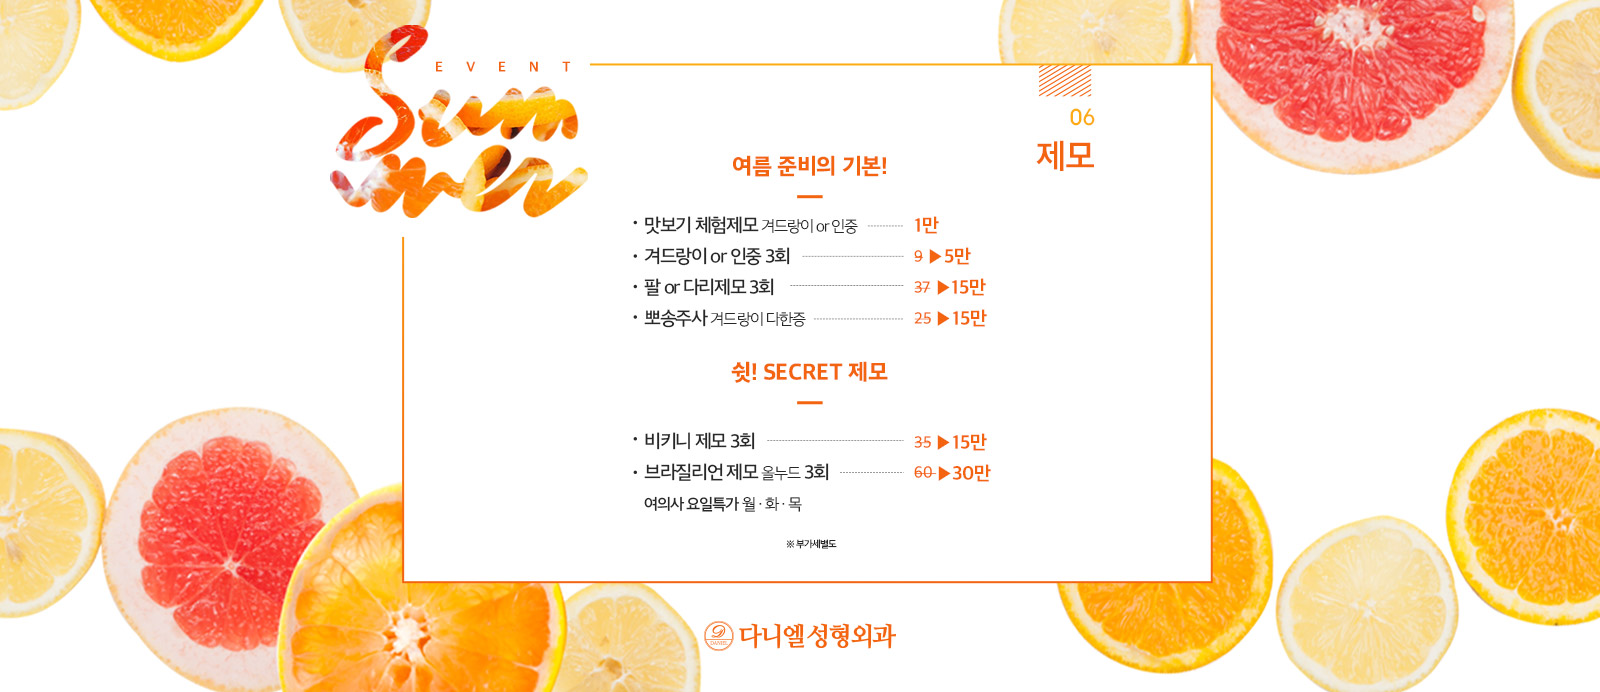 EVENT
Summer
06
제모
여름 준비의 기본!
· 맛보기 체험제모 겨드랑이 or 인중 1만
· 겨드랑이 or 인중 3회 9 ▶5만
· 팔 or 다리제모 3회 37 ▶15만
· 뽀송주사 겨드랑이 다한증 25 ▶15만
쉿! SECRET 제모
· 비키니 제모 3회 35 ▶15만
· 브라질리언 제모 올누드 3회 60 ▶30만
여의사 요일특가 월 · 화 · 목
※ 부가세별도
DANIEL 다니엘성형외과